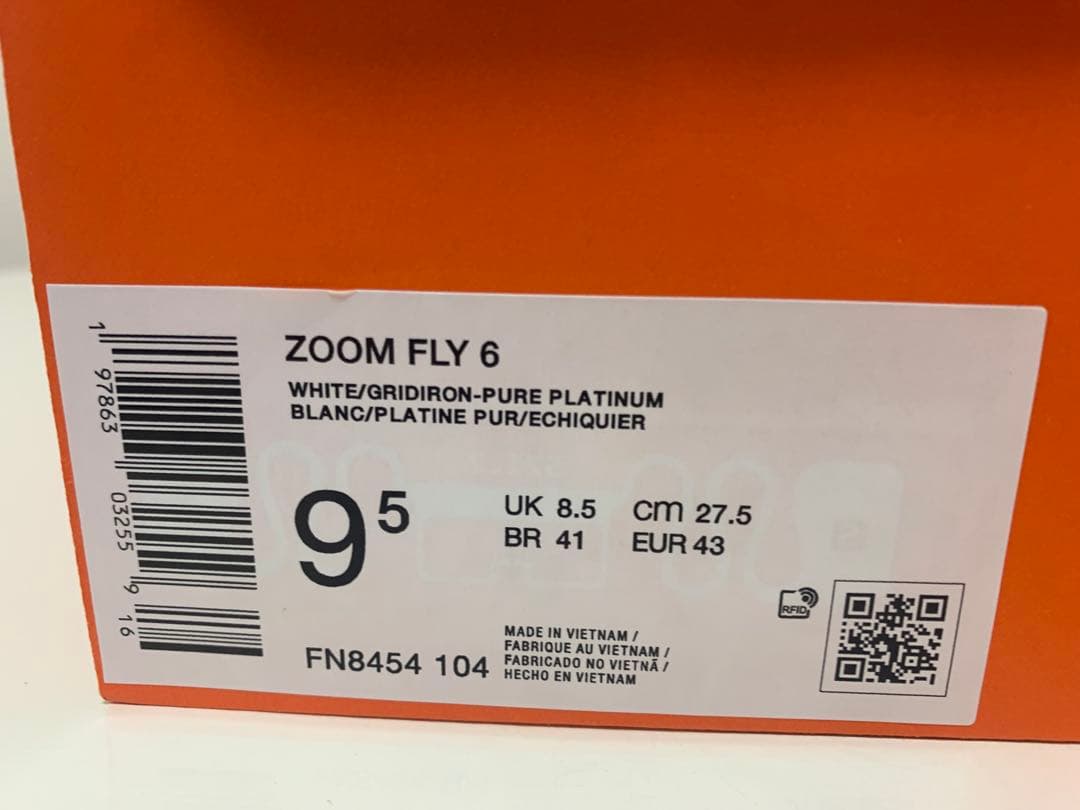 ZOOM FLY 6
WHITE/GRIDIRON-PURE PLATINUM
BLANC/PLATINE PUR/ECHIQUIER
9⁵
UK 8.5 cm 27.5
BR 41 EUR 43
RFID
FN8454 104
MADE IN VIETNAM /
FABRIQUE AU VIETNAM /
FABRICADO NO VIETNÃ /
HECHO EN VIETNAM
1 97863 03255 9 16